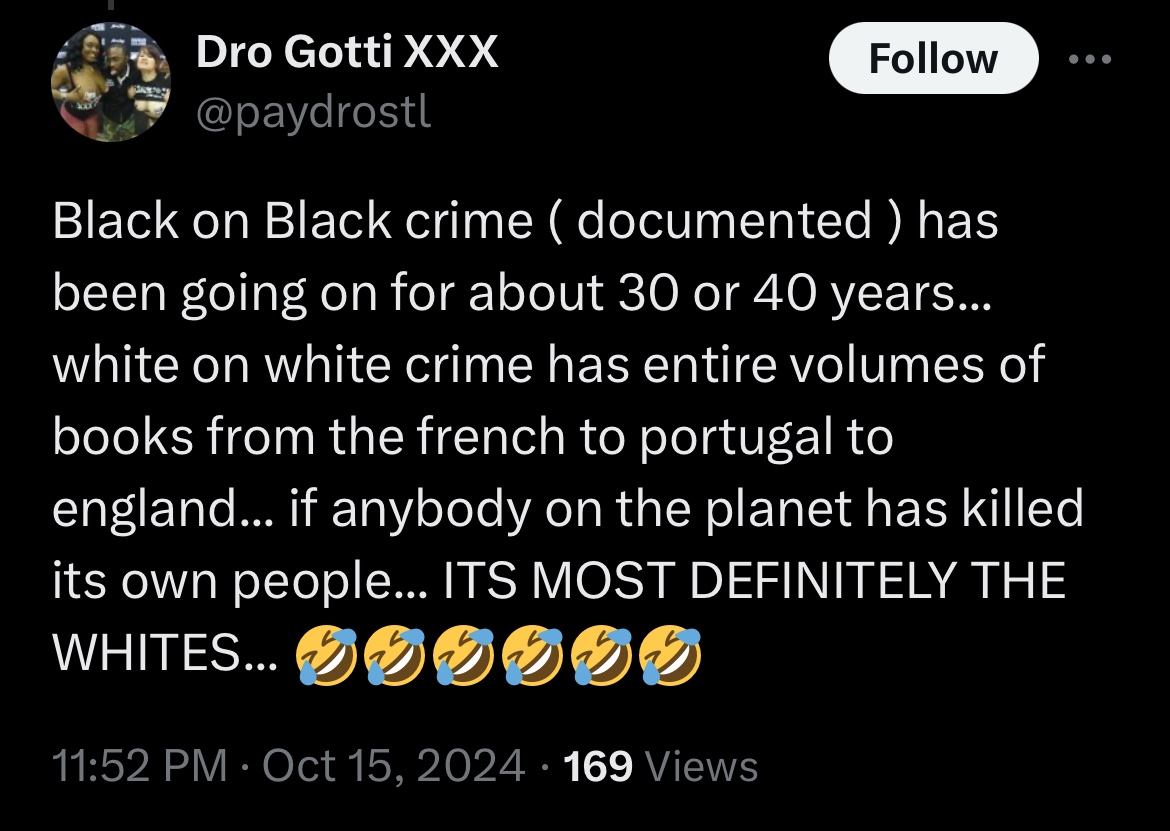 Dro Gotti XXX
Follow
@paydrostl
Black on Black crime ( documented ) has
been going on for about 30 or 40 years...
white on white crime has entire volumes of
books from the french to portugal to
england... if anybody on the planet has killed
its own people... ITS MOST DEFINITELY THE
WHITES... 🤣🤣🤣🤣🤣🤣
11:52 PM · Oct 15, 2024 · 169 Views